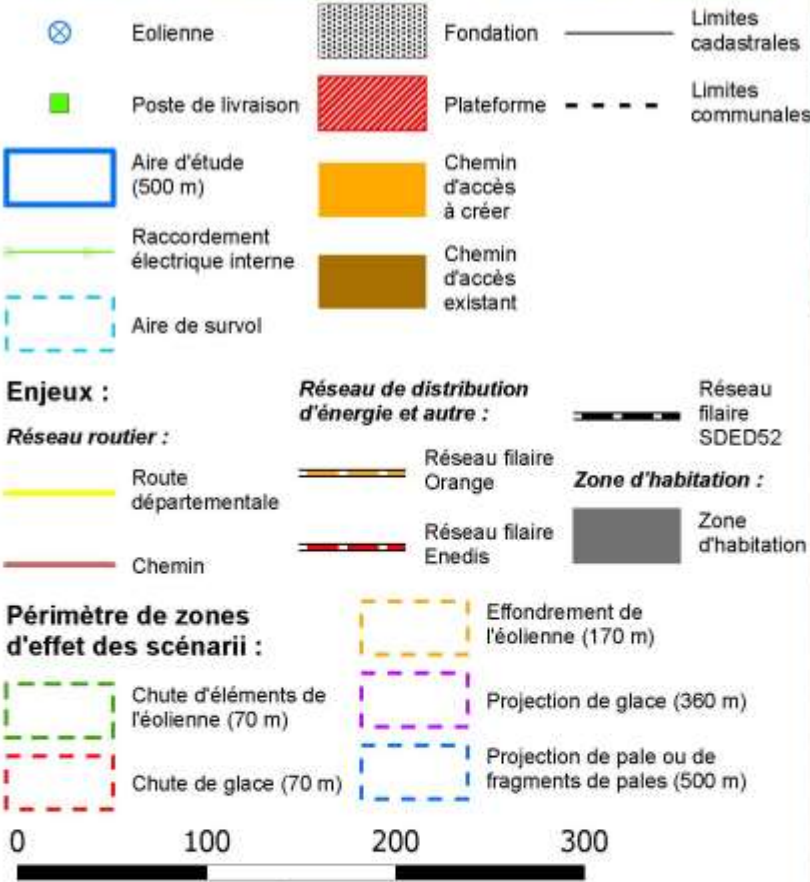 Eolienne
Fondation
Limites
cadastrales
Poste de livraison
Plateforme
Limites
communales
Aire d'étude
(500 m)
Chemin
d'accès
à créer
Raccordement
électrique interne
Chemin
d'accès
existant
Aire de survol
Enjeux :
Réseau routier :
Route
départementale
Chemin
Réseau de distribution
d'énergie et autre :
Réseau filaire
Orange
Réseau filaire
Enedis
Réseau
filaire
SDED52
Zone d'habitation :
Zone
d'habitation
Périmètre de zones
d'effet des scénarii :
Chute d'éléments de
l'éolienne (70 m)
Chute de glace (70 m)
Effondrement de
l'éolienne (170 m)
Projection de glace (360 m)
Projection de pale ou de
fragments de pales (500 m)
0 100 200 300